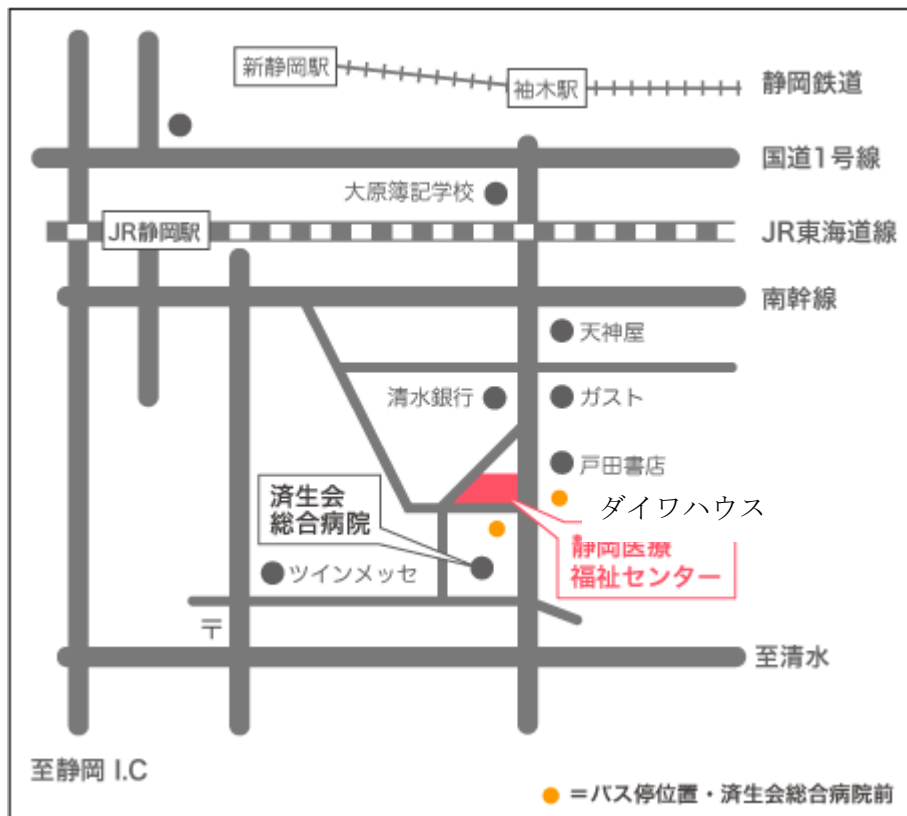 新静岡駅
袖木駅
静岡鉄道
国道1号線
大原簿記学校
JR静岡駅
JR東海道線
南幹線
天神屋
清水銀行
ガスト
戸田書店
済生会
総合病院
ダイワハウス
静岡医療
福祉センター
ツインメッセ
〒
至清水
至静岡 I.C
=バス停位置・済生会総合病院前